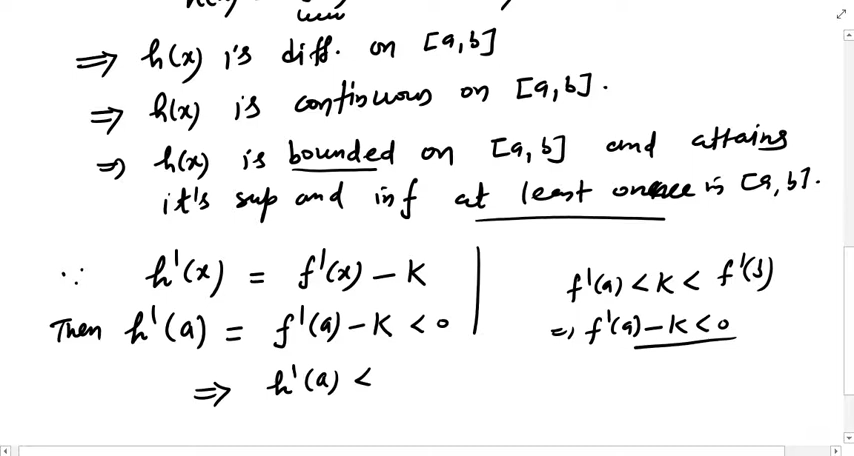 ⇒ h(x) is diff. on [a,b]
⇒ h(x) is continuous on [a,b].
⇒ h(x) is bounded on [a,b] and attains
it's sup and inf at least once is [a,b].
∵ h'(x) = f'(x) - K
Then h'(a) = f'(a) - K < 0
⇒ h'(a) <
f'(a) < K < f'(b)
⇒ f'(a) - K < 0